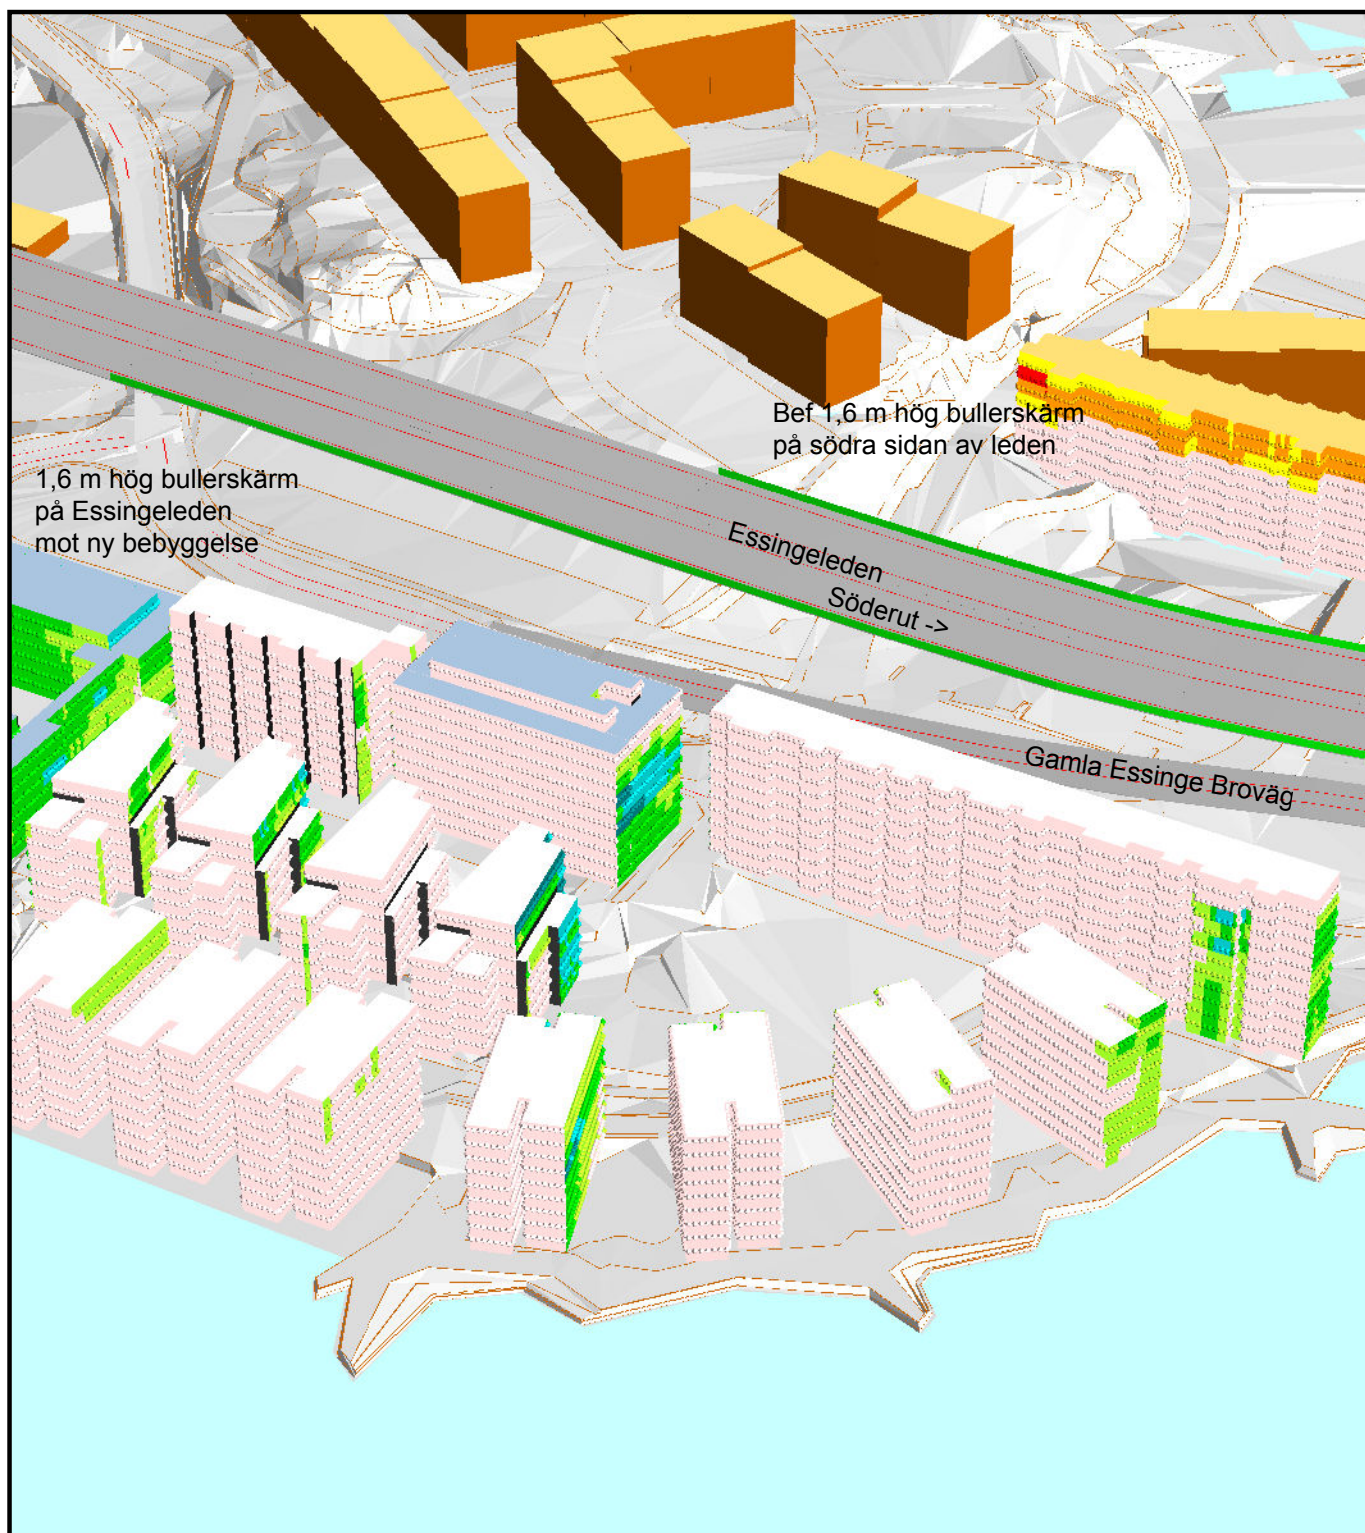 Bef 1,6 m hög bullerskärm
på södra sidan av leden
1,6 m hög bullerskärm
på Essingeleden
mot ny bebyggelse
Essingeleden
Söderut ->
Gamla Essinge Broväg